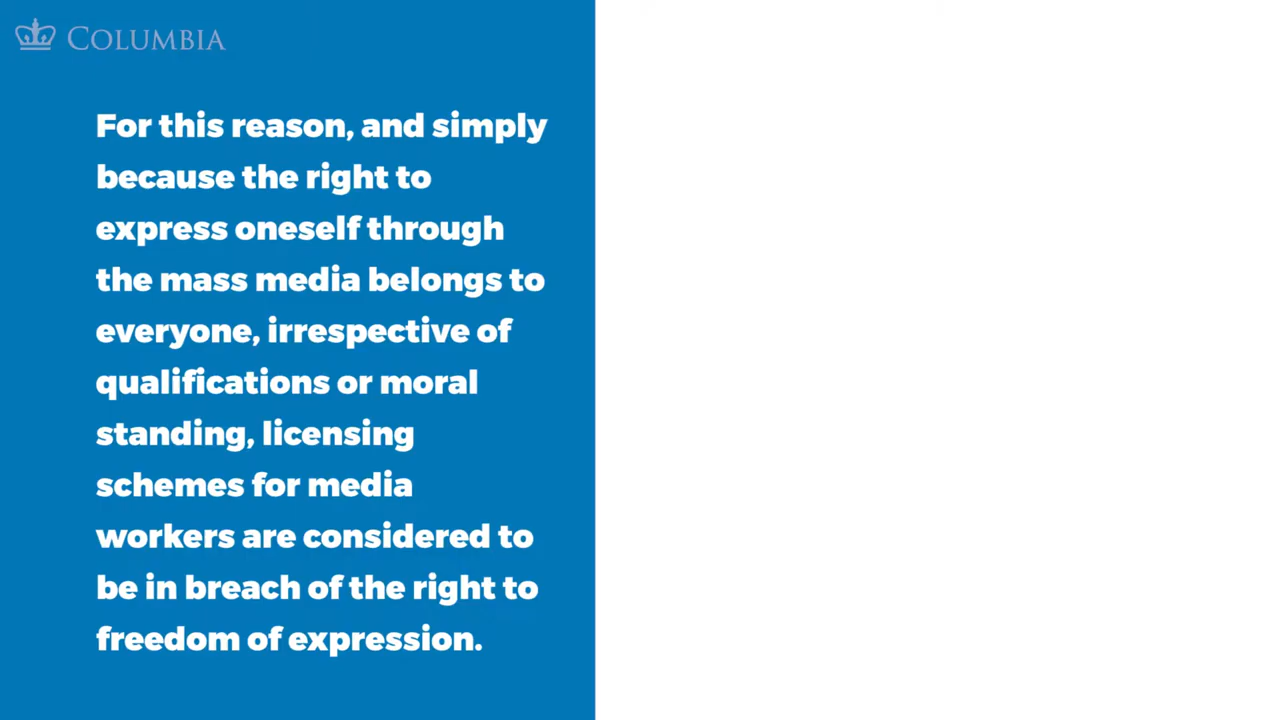 COLUMBIA
For this reason, and simply
because the right to
express oneself through
the mass media belongs to
everyone, irrespective of
qualifications or moral
standing, licensing
schemes for media
workers are considered to
be in breach of the right to
freedom of expression.